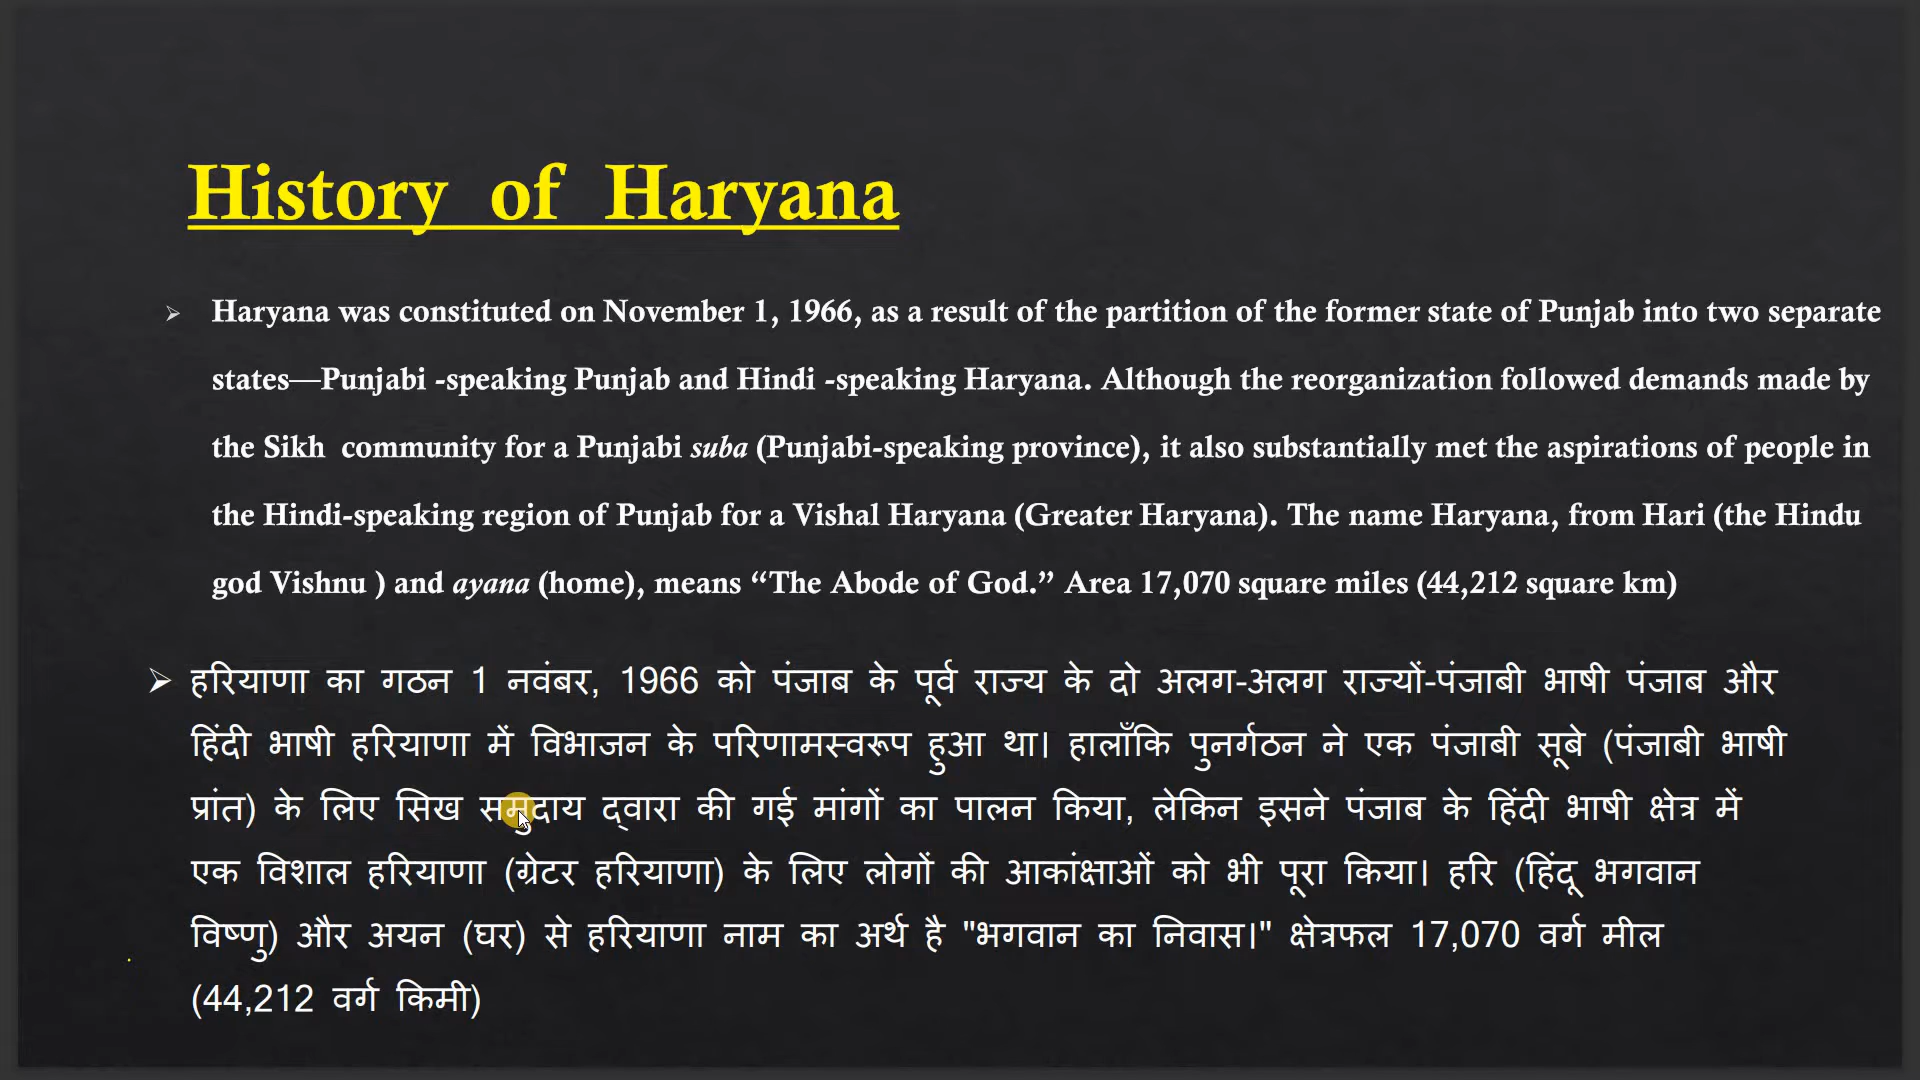 History of Haryana
Haryana was constituted on November 1, 1966, as a result of the partition of the former state of Punjab into two separate
states—Punjabi -speaking Punjab and Hindi -speaking Haryana. Although the reorganization followed demands made by
the Sikh community for a Punjabi suba (Punjabi-speaking province), it also substantially met the aspirations of people in
the Hindi-speaking region of Punjab for a Vishal Haryana (Greater Haryana). The name Haryana, from Hari (the Hindu
god Vishnu ) and ayana (home), means “The Abode of God.” Area 17,070 square miles (44,212 square km)
हरियाणा का गठन 1 नवंबर, 1966 को पंजाब के पूर्व राज्य के दो अलग-अलग राज्यों-पंजाबी भाषी पंजाब और
हिंदी भाषी हरियाणा में विभाजन के परिणामस्वरूप हुआ था। हालाँकि पुनर्गठन ने एक पंजाबी सूबे (पंजाबी भाषी
प्रांत) के लिए सिख समुदाय द्वारा की गई मांगों का पालन किया, लेकिन इसने पंजाब के हिंदी भाषी क्षेत्र में
एक विशाल हरियाणा (ग्रेटर हरियाणा) के लिए लोगों की आकांक्षाओं को भी पूरा किया। हरि (हिंदू भगवान
विष्णु) और अयन (घर) से हरियाणा नाम का अर्थ है "भगवान का निवास।" क्षेत्रफल 17,070 वर्ग मील
(44,212 वर्ग किमी)